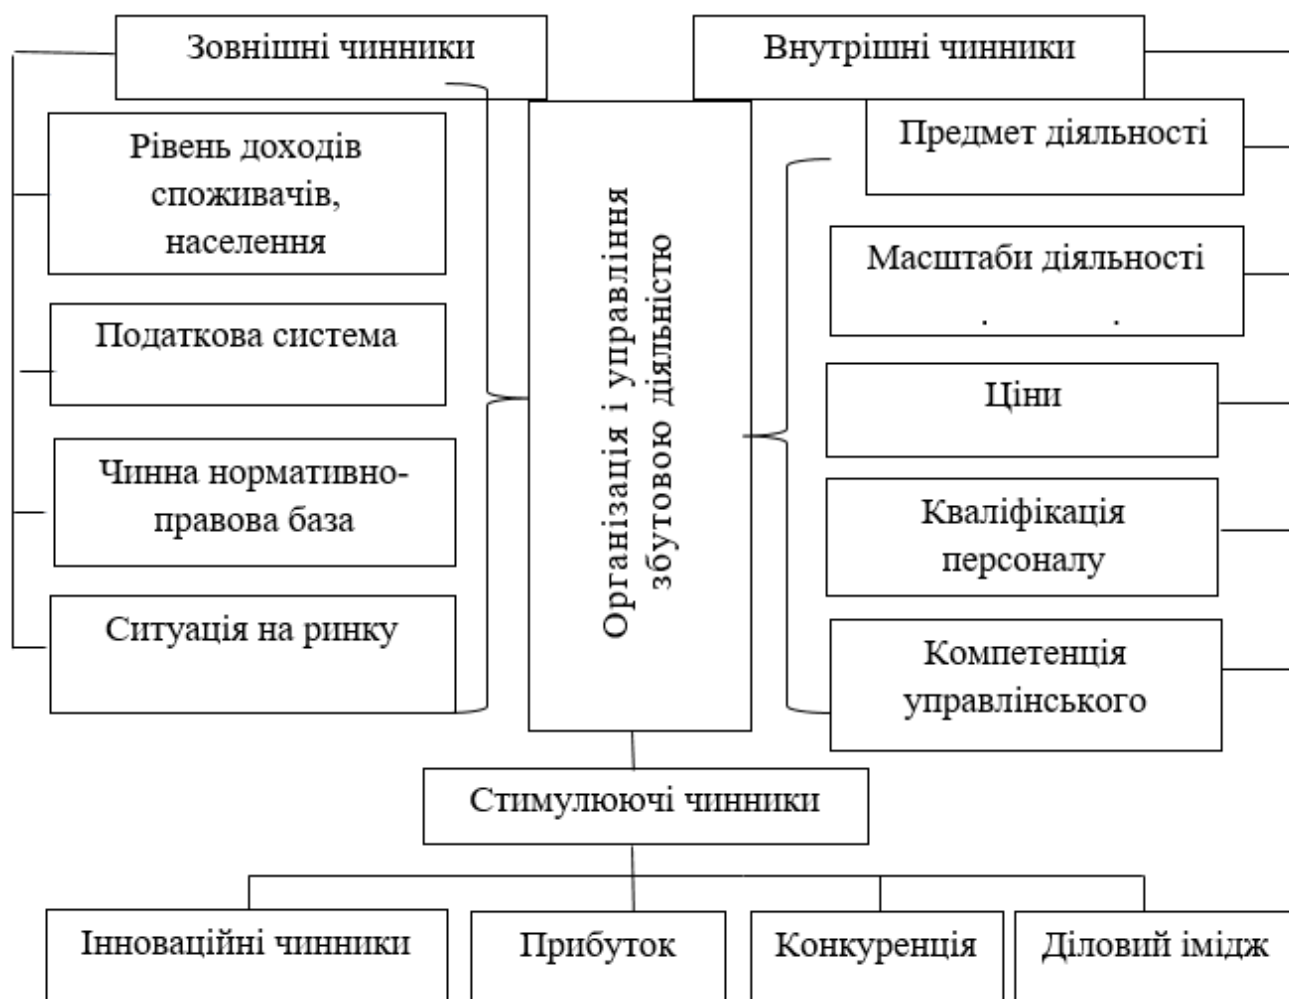 Зовнішні чинники
Внутрішні чинники
Рівень доходів
споживачів,
населення
Податкова система
Чинна нормативно-
правова база
Ситуація на ринку
Організація і управління
збутовою діяльністю
Предмет діяльності
Масштаби діяльності
. .
Ціни
Кваліфікація
персоналу
Компетенція
управлінського
Стимулюючі чинники
Інноваційні чинники
Прибуток
Конкуренція
Діловий імідж